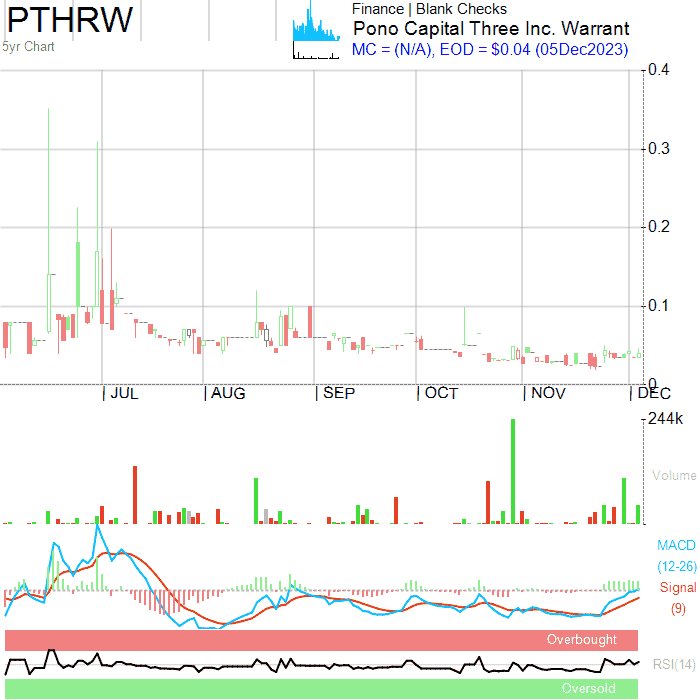 PTHRW
5yr Chart
Finance | Blank Checks
Pono Capital Three Inc. Warrant
MC = (N/A), EOD = $0.04 (05Dec2023)
0.4
0.3
0.2
0.1
0
JUL AUG SEP OCT NOV DEC
244k
Volume
MACD
(12-26)
Signal
(9)
Overbought
RSI(14)
Oversold